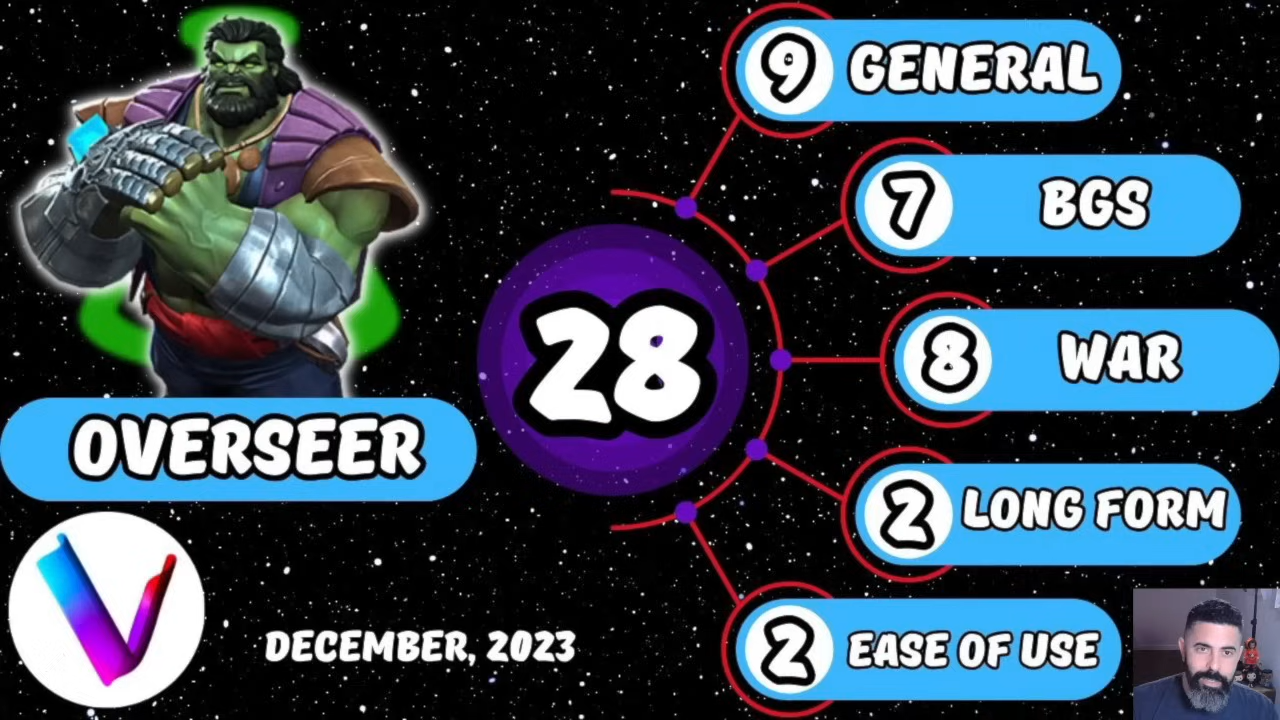 9 GENERAL
7 BGS
8 WAR
28
OVERSEER
2 LONG FORM
V
DECEMBER, 2023
2 EASE OF USE